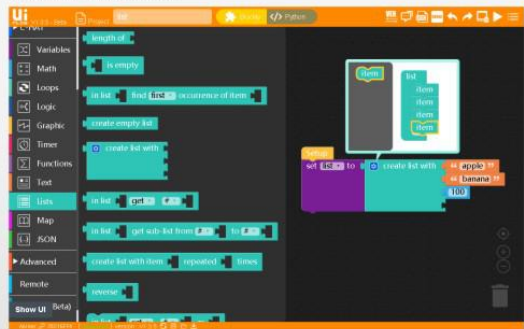 Ui
Project
list
Blockly
</> Python
Variables
Math
Loops
Logic
Graphic
Timer
Functions
Text
Lists
Map
JSON
Advanced
Remote
Show UI
Beta)
length of
is empty
in list find first occurrence of item
create empty list
create list with
in list get #
in list get sub-list from # to #
create list with item repeated times
reverse
item
list
item
item
item
item
Setup
set list to create list with “ apple ”
“ banana ”
100